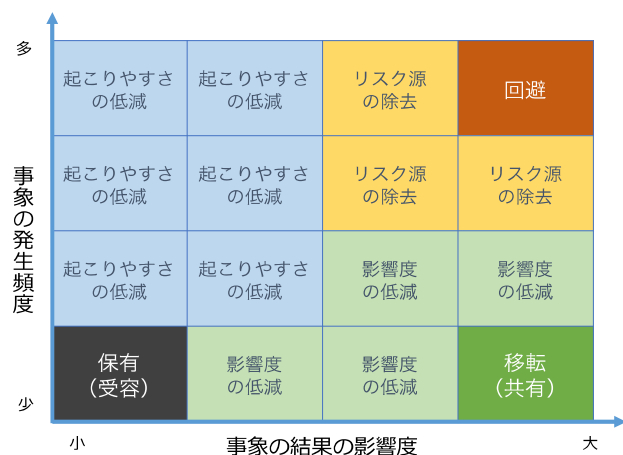 多
起こりやすさ
の低減
起こりやすさ
の低減
リスク源
の除去
回避
起こりやすさ
の低減
起こりやすさ
の低減
リスク源
の除去
リスク源
の除去
事象の発生頻度
起こりやすさ
の低減
起こりやすさ
の低減
影響度
の低減
影響度
の低減
保有
（受容）
影響度
の低減
影響度
の低減
移転
（共有）
少
小
事象の結果の影響度
大